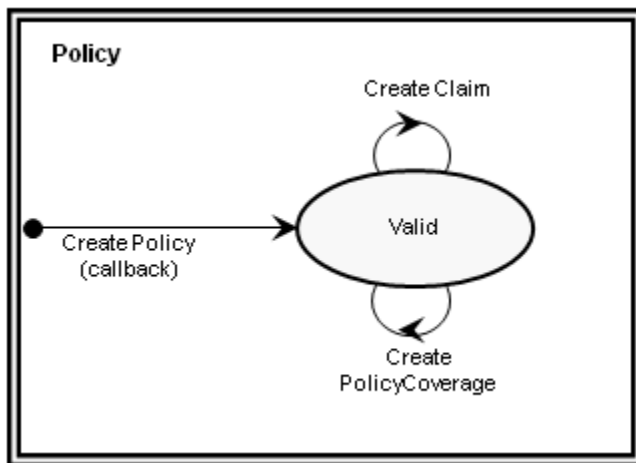 Policy
Create Claim
Valid
Create Policy
(callback)
Create
PolicyCoverage